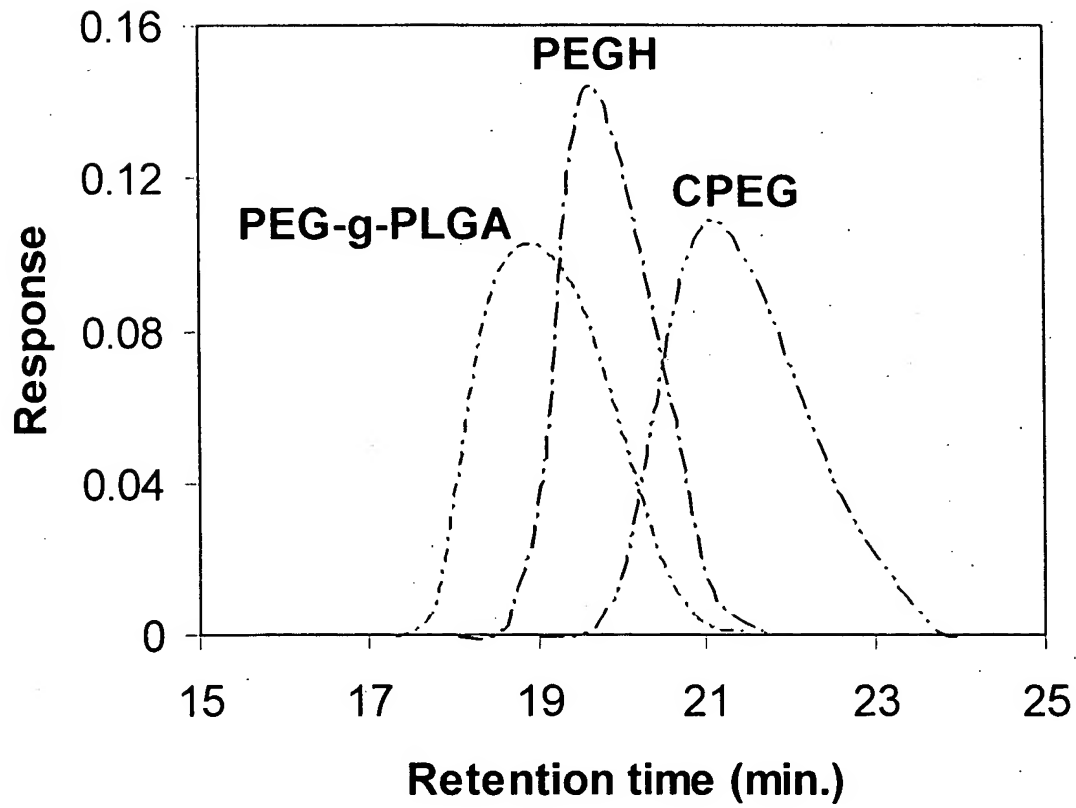 0.16
PEGH
0.12
CPEG
PEG-g-PLGA
Response
0.08
0.04
0
15 17 19 21 23 25
Retention time (min.)